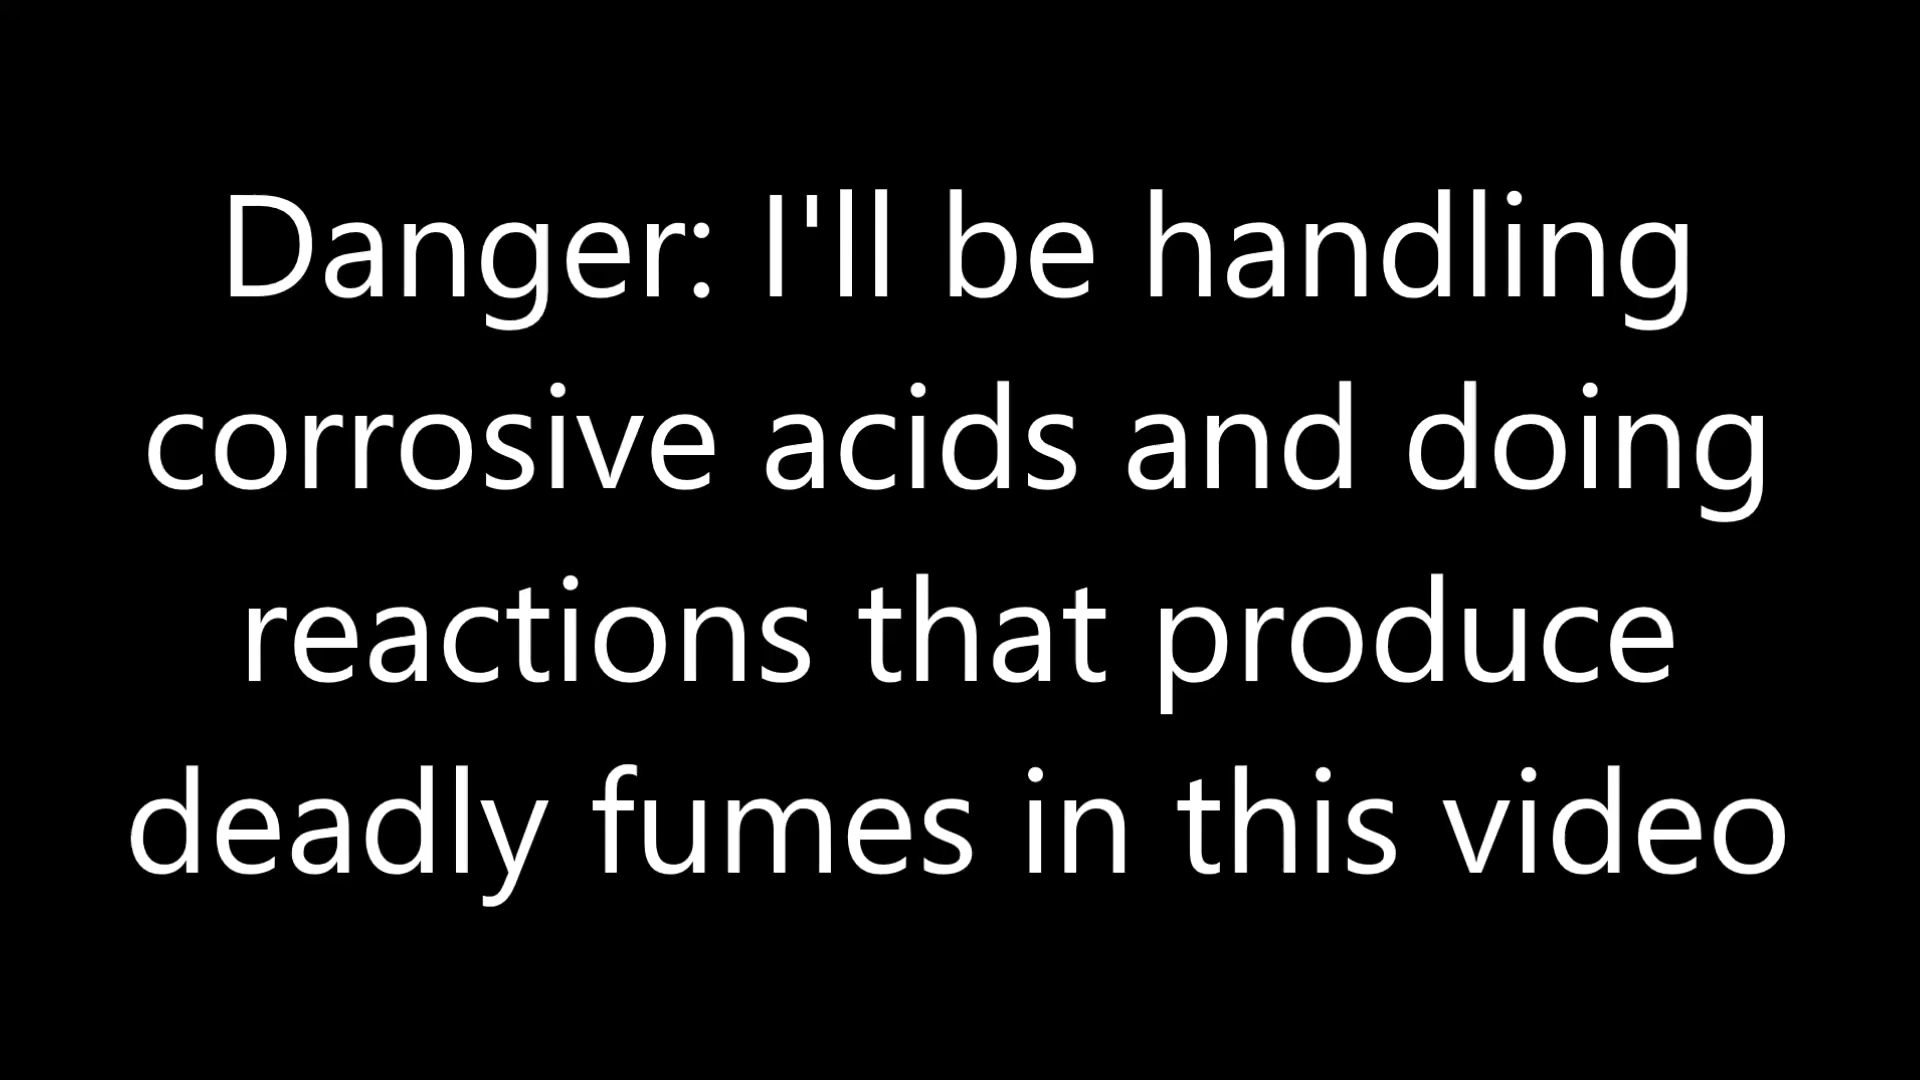 Danger: I'll be handling
corrosive acids and doing
reactions that produce
deadly fumes in this video